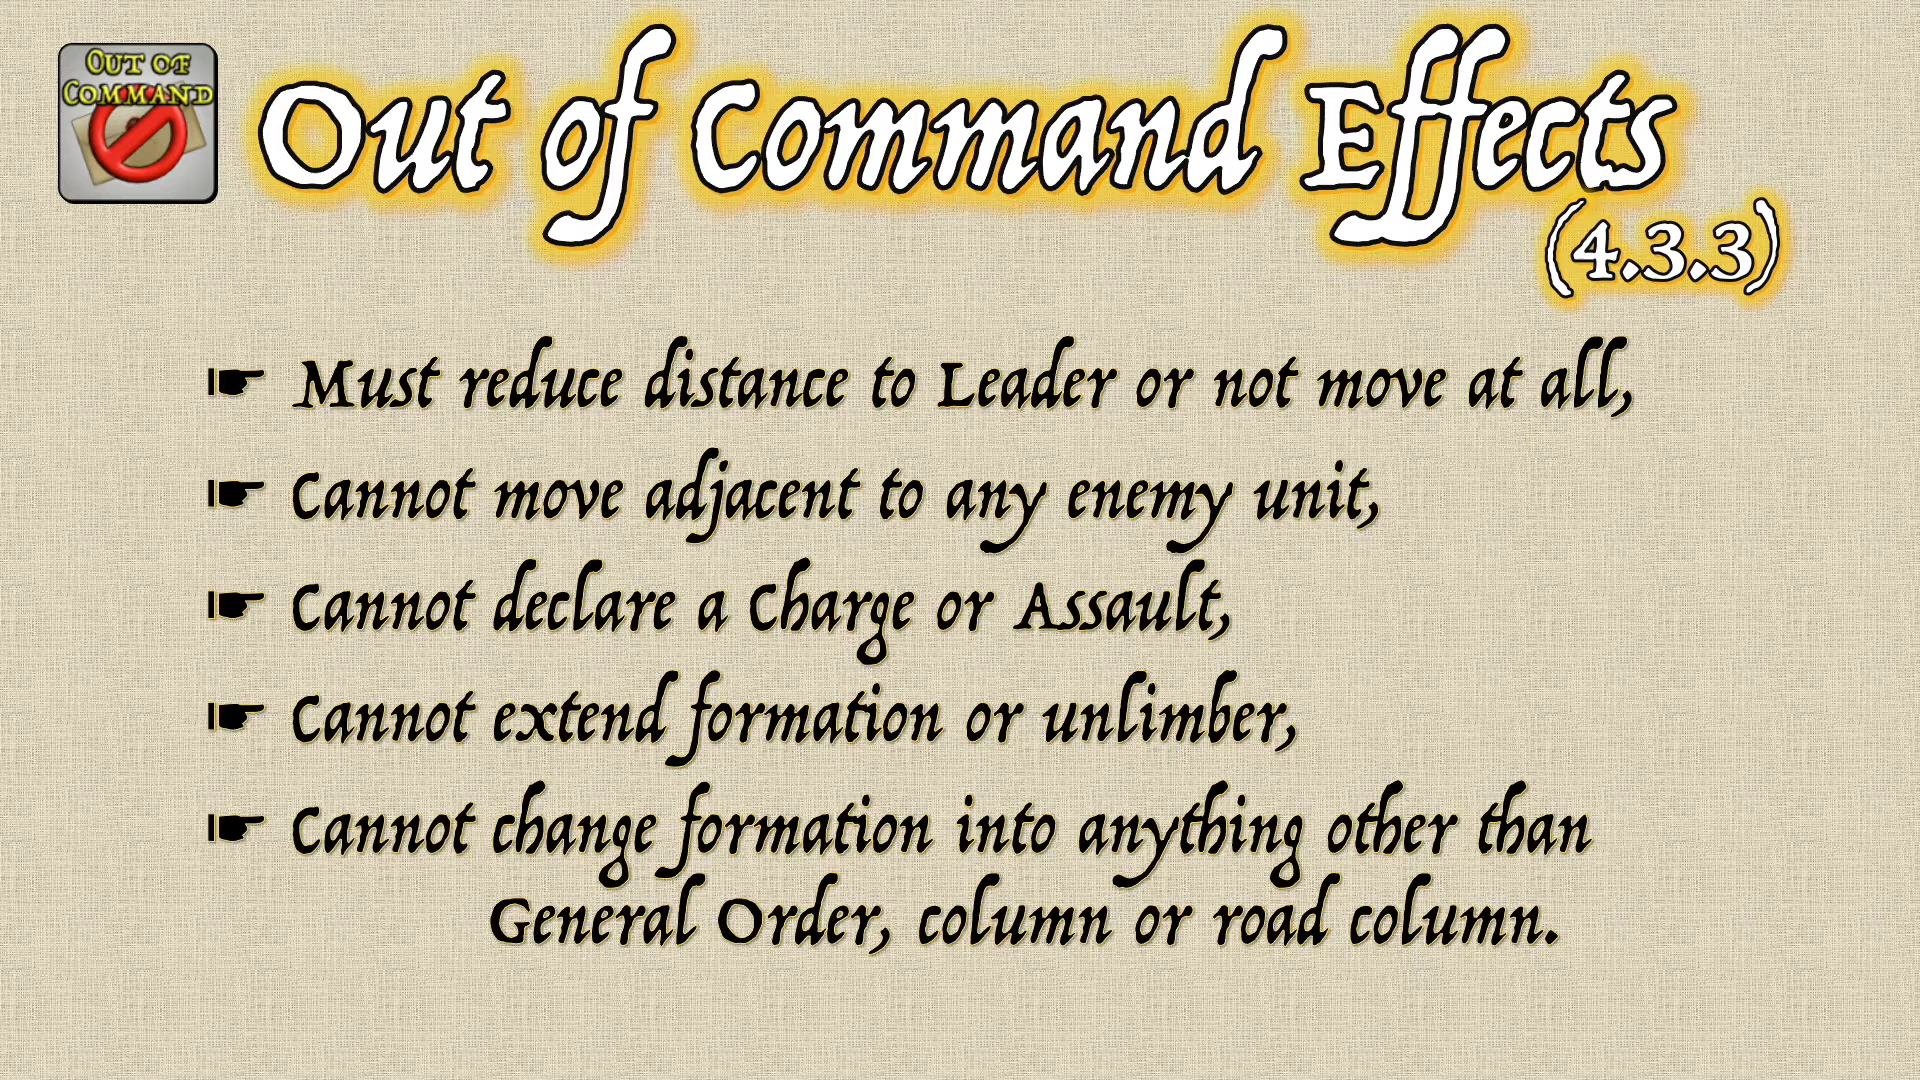 Out of
Command
Out of Command Effects
(4.3.3)
☛ Must reduce distance to Leader or not move at all,
☛ Cannot move adjacent to any enemy unit,
☛ Cannot declare a Charge or Assault,
☛ Cannot extend formation or unlimber,
☛ Cannot change formation into anything other than
General Order, column or road column.